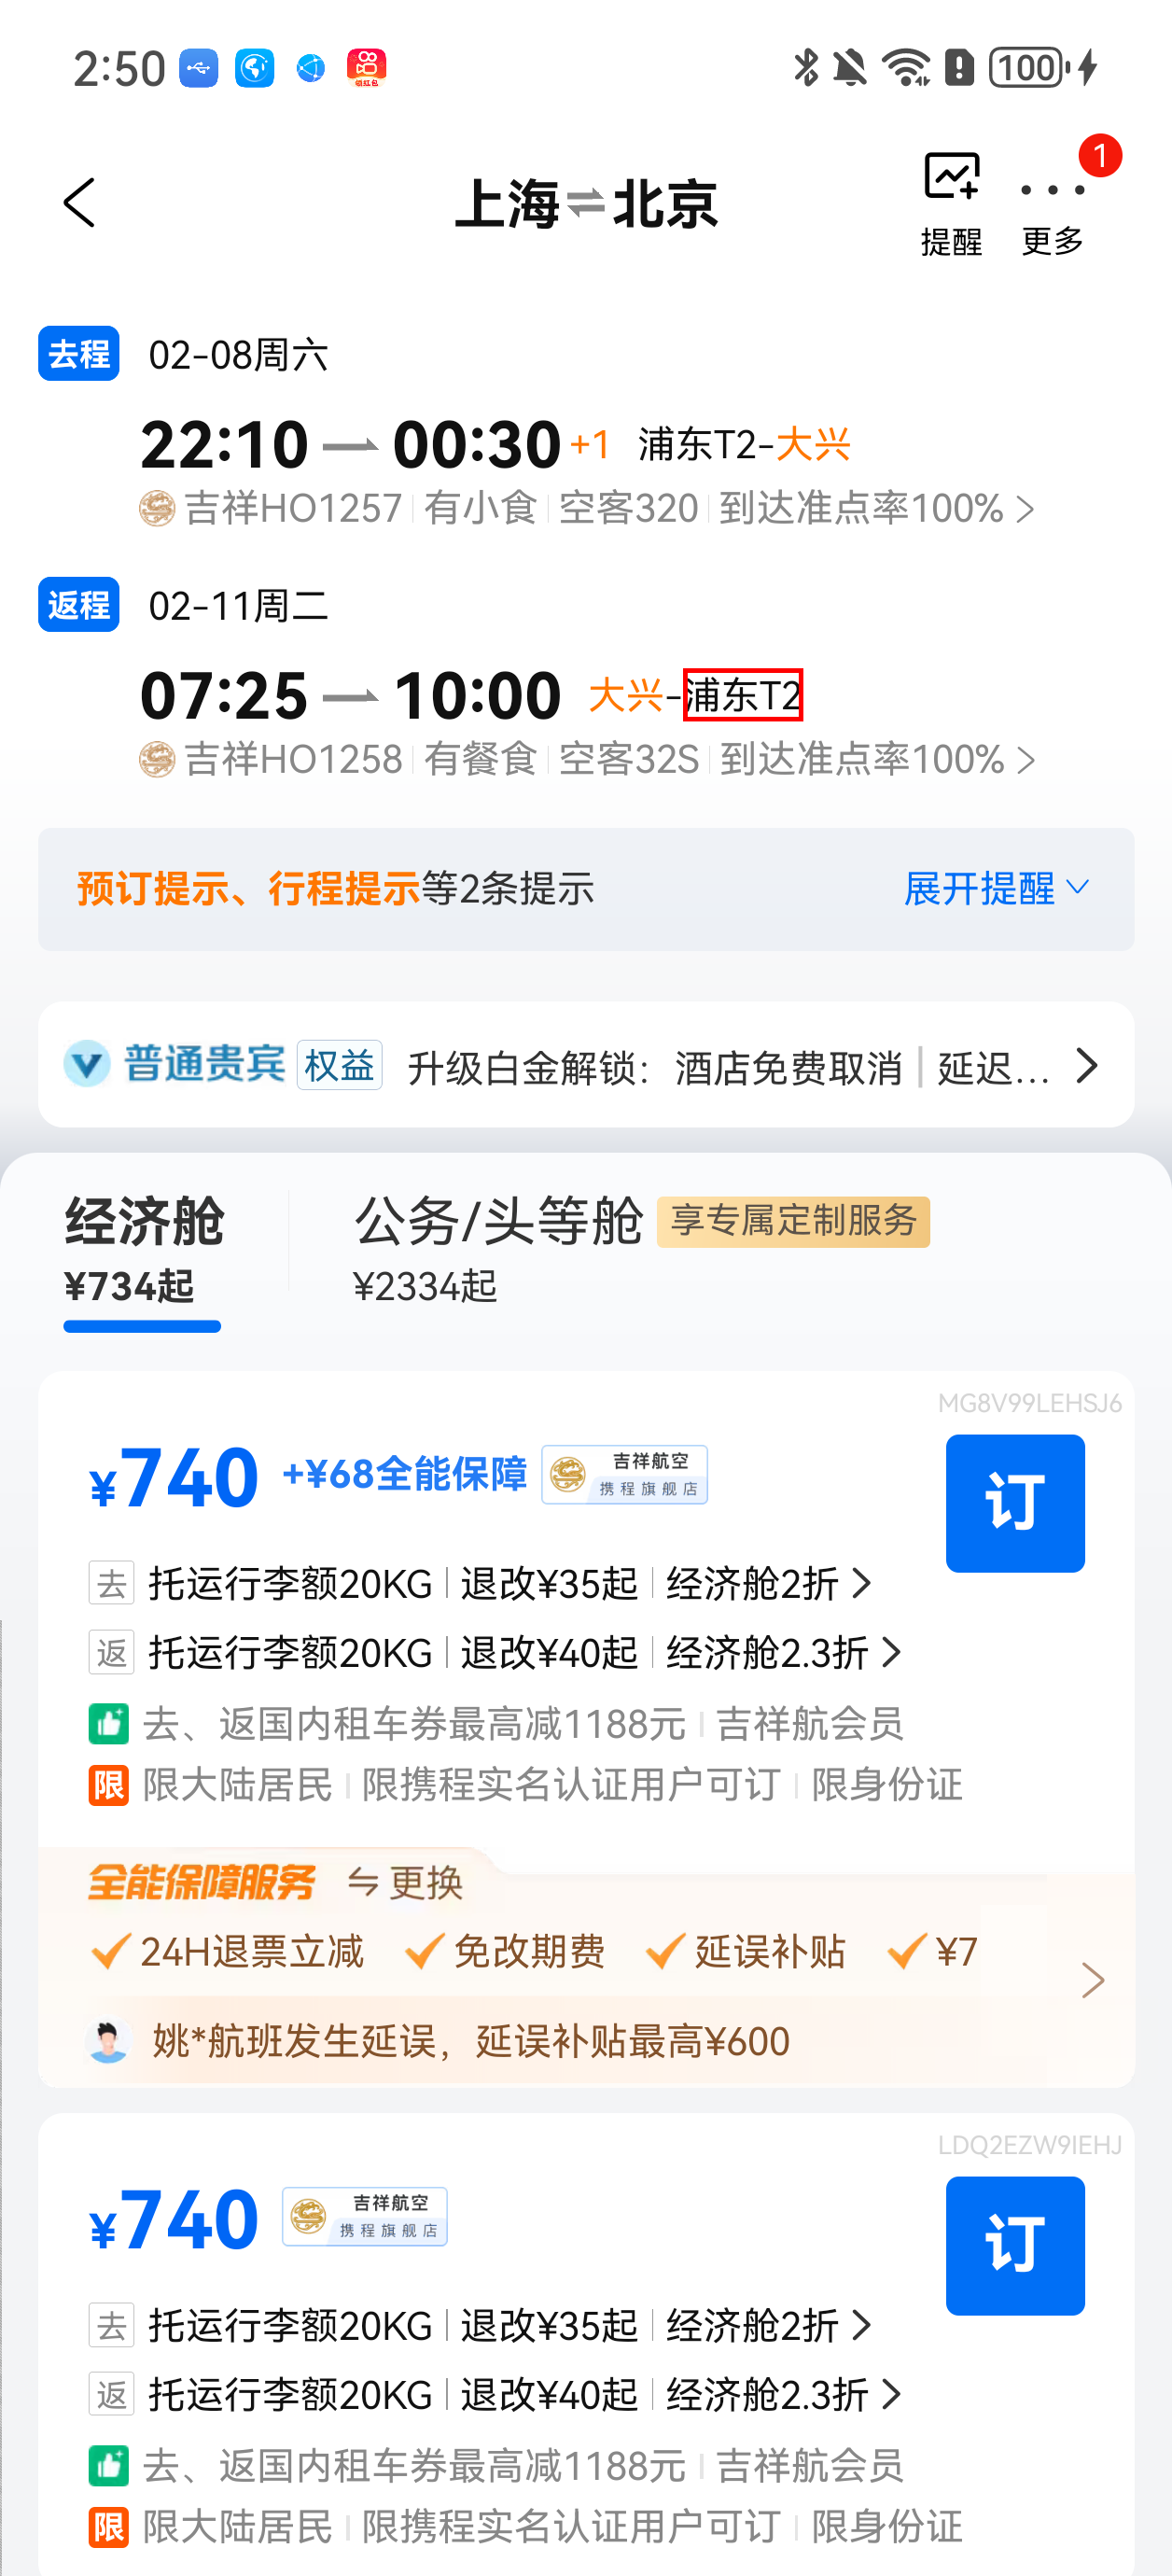 2:50
领红包
100
上海⇌北京
提醒
更多
1
去程 02-08周六
22:10 00:30 +1 浦东T2-大兴
吉祥HO1257 有小食 空客320 到达准点率100%
返程 02-11周二
07:25 10:00 大兴-浦东T2
吉祥HO1258 有餐食 空客32S 到达准点率100%
预订提示、行程提示等2条提示 展开提醒
普通贵宾 权益 升级白金解锁：酒店免费取消 | 延迟...
经济舱 公务/头等舱 享专属定制服务
¥734起 ¥2334起
MG8V99LEHSJ6
¥740 +¥68全能保障 吉祥航空 携程旗舰店
订
去 托运行李额20KG 退改¥35起 经济舱2折
返 托运行李额20KG 退改¥40起 经济舱2.3折
去、返国内租车券最高减1188元 吉祥航会员
限 限大陆居民 限携程实名认证用户可订 限身份证
全能保障服务 更换
24H退票立减 免改期费 延误补贴 ¥7
姚*航班发生延误，延误补贴最高¥600
LDQ2EZW9IEHJ
¥740 吉祥航空 携程旗舰店
订
去 托运行李额20KG 退改¥35起 经济舱2折
返 托运行李额20KG 退改¥40起 经济舱2.3折
去、返国内租车券最高减1188元 吉祥航会员
限 限大陆居民 限携程实名认证用户可订 限身份证